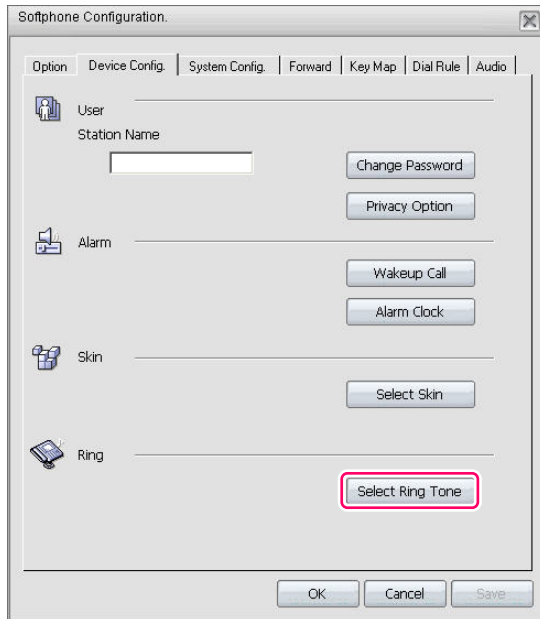 Softphone Configuration.
Option Device Config. System Config. Forward Key Map Dial Rule Audio
User
Station Name
Change Password
Privacy Option
Alarm
Wakeup Call
Alarm Clock
Skin
Select Skin
Ring
Select Ring Tone
OK Cancel Save